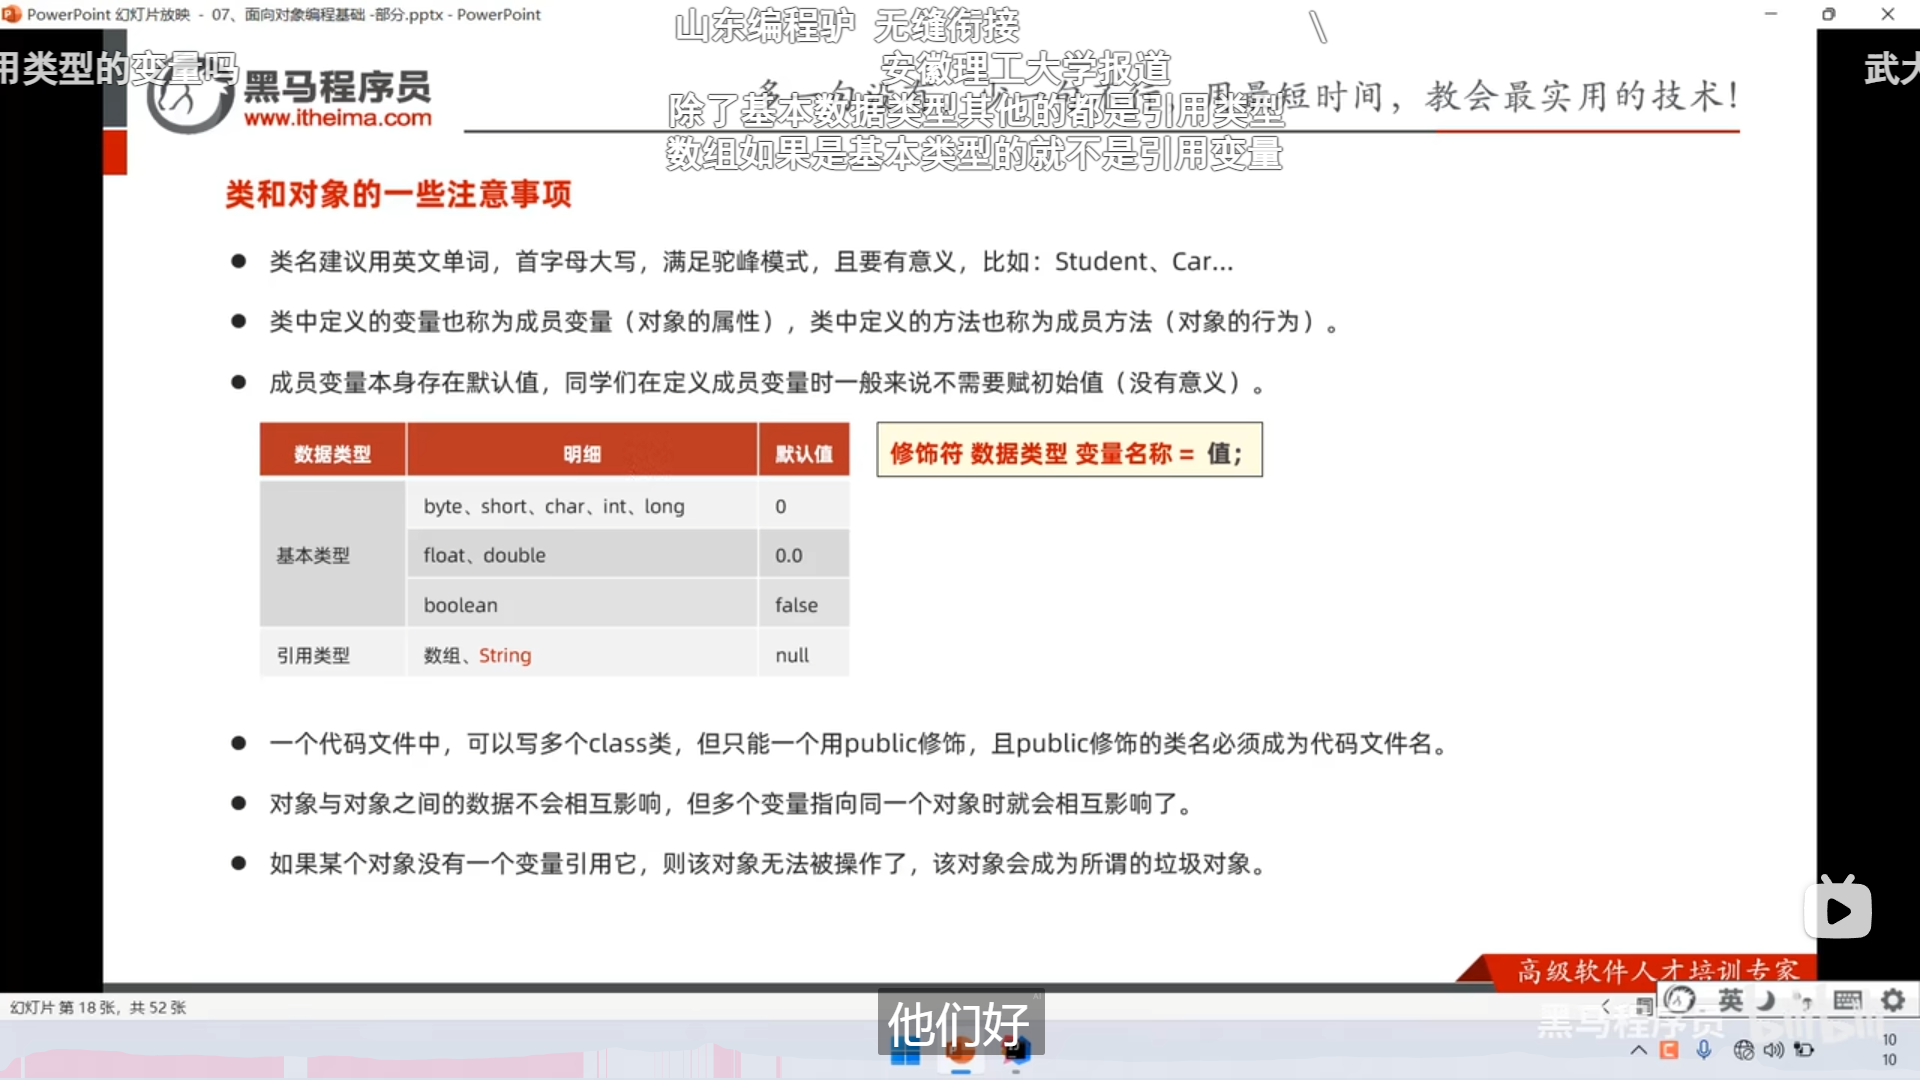 PowerPoint 幻灯片放映 - 07、面向对象编程基础 -部分.pptx - PowerPoint
山东编程驴 无缝衔接
用类型的变量吗
安徽理工大学报道
武大
黑马程序员
www.itheima.com
用最短时间，教会最实用的技术！
除了基本数据类型其他的都是引用类型
数组如果是基本类型的就不是引用变量
类和对象的一些注意事项
● 类名建议用英文单词，首字母大写，满足驼峰模式，且要有意义，比如：Student、Car...
● 类中定义的变量也称为成员变量（对象的属性），类中定义的方法也称为成员方法（对象的行为）。
● 成员变量本身存在默认值，同学们在定义成员变量时一般来说不需要赋初始值（没有意义）。
数据类型 明细 默认值
修饰符 数据类型 变量名称 = 值；
byte、short、char、int、long 0
基本类型 float、double 0.0
boolean false
引用类型 数组、String null
● 一个代码文件中，可以写多个class类，但只能一个用public修饰，且public修饰的类名必须成为代码文件名。
● 对象与对象之间的数据不会相互影响，但多个变量指向同一个对象时就会相互影响了。
● 如果某个对象没有一个变量引用它，则该对象无法被操作了，该对象会成为所谓的垃圾对象。
高级软件人才培训专家
幻灯片 第 18 张，共 52 张
英
黑马程序员 bilibili
他们好
10
10